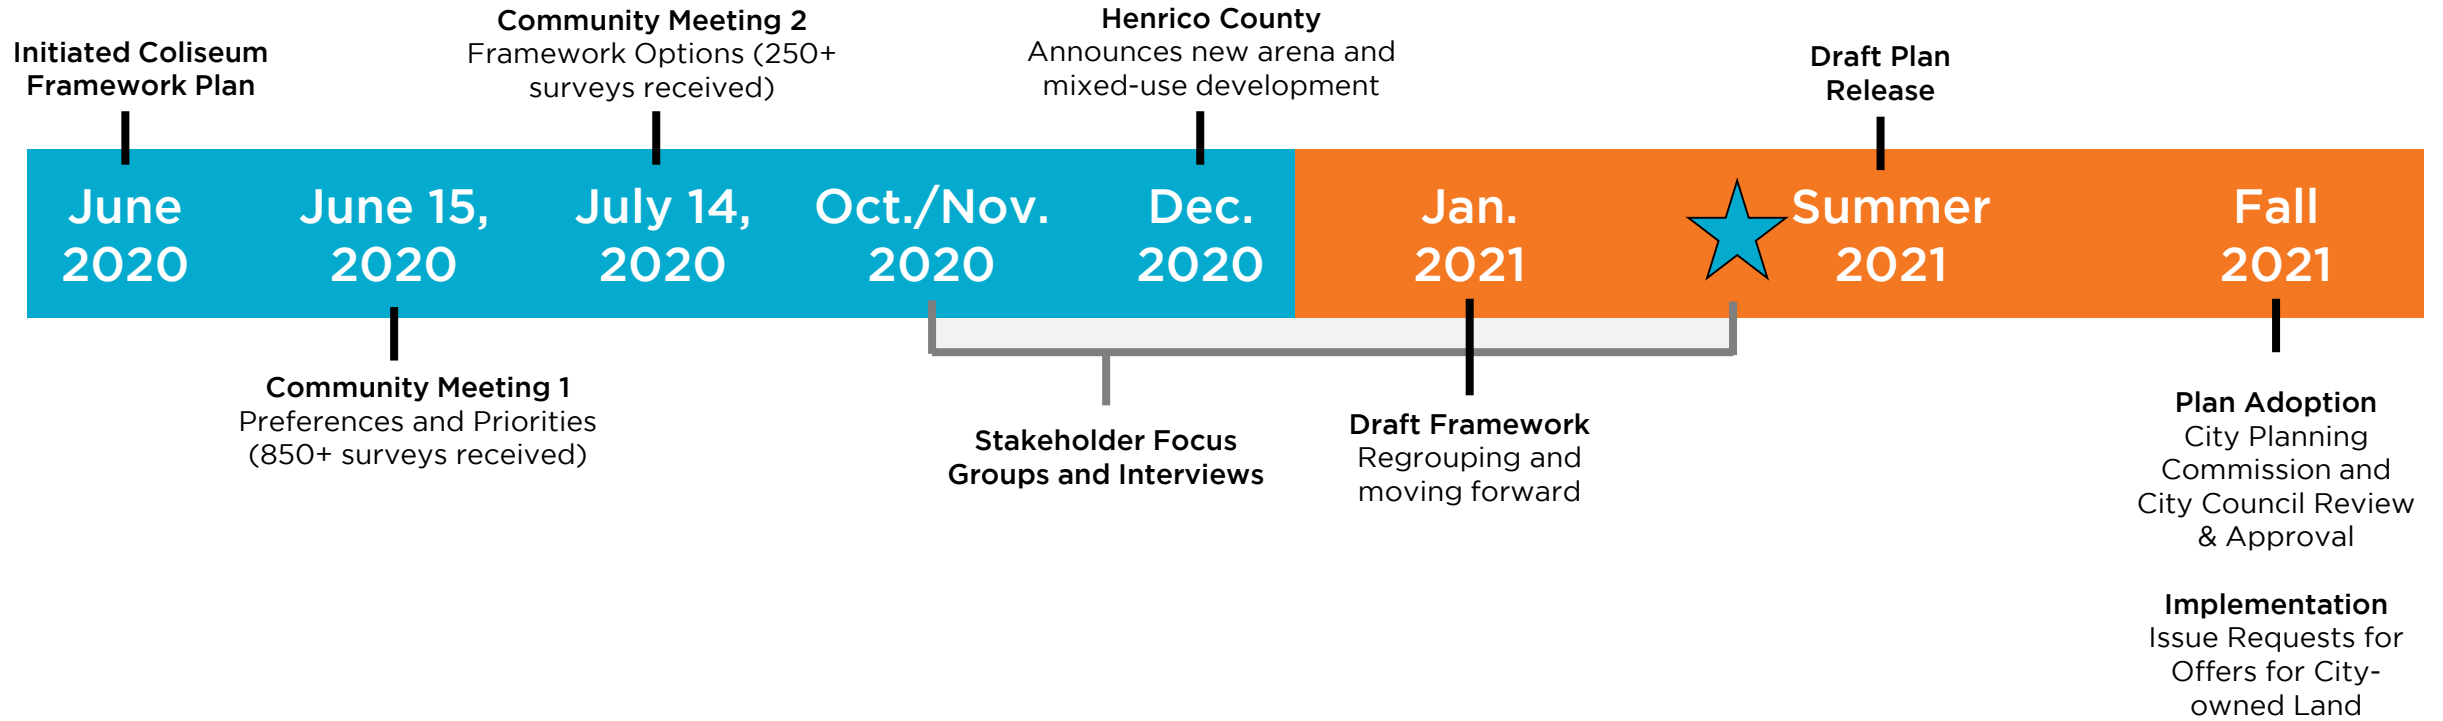 Initiated Coliseum
Framework Plan
Community Meeting 2
Framework Options (250+
surveys received)
Henrico County
Announces new arena and
mixed-use development
Draft Plan
Release
June
2020
June 15,
2020
July 14,
2020
Oct./Nov.
2020
Dec.
2020
Jan.
2021
Summer
2021
Fall
2021
Community Meeting 1
Preferences and Priorities
(850+ surveys received)
Stakeholder Focus
Groups and Interviews
Draft Framework
Regrouping and
moving forward
Plan Adoption
City Planning
Commission and
City Council Review
& Approval
Implementation
Issue Requests for
Offers for City-
owned Land